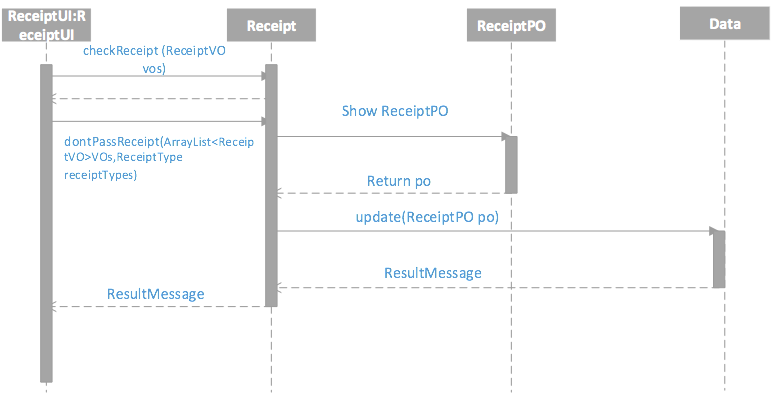 ReceiptUI:R
eceiptUI
Receipt
ReceiptPO
Data
checkReceipt (ReceiptVO
vos)
Show ReceiptPO
dontPassReceipt(ArrayList<Receip
tVO>VOs,ReceiptType
receiptTypes)
Return po
update(ReceiptPO po)
ResultMessage
ResultMessage